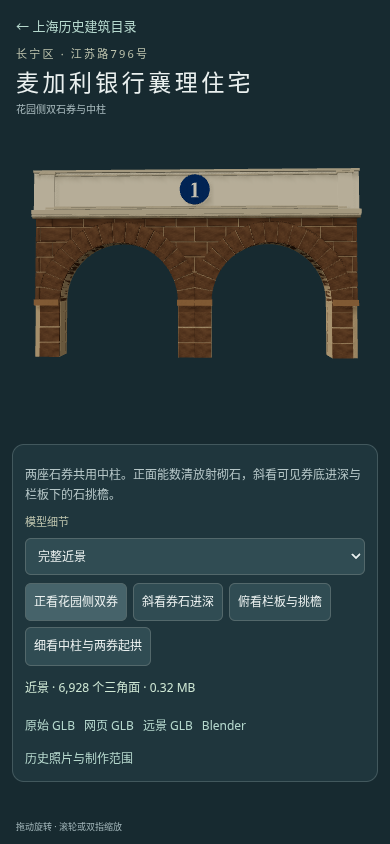 ← 上海历史建筑目录
长宁区 · 江苏路796号
麦加利银行襄理住宅
花园侧双石券与中柱
1
两座石券共用中柱。正面能数清放射砌石，斜看可见券底进深与
栏板下的石挑檐。
模型细节
完整近景
正看花园侧双券 斜看券石进深 俯看栏板与挑檐
细看中柱与两券起拱
近景 · 6,928 个三角面 · 0.32 MB
原始 GLB 网页 GLB 远景 GLB Blender
历史照片与制作范围
拖动旋转 · 滚轮或双指缩放